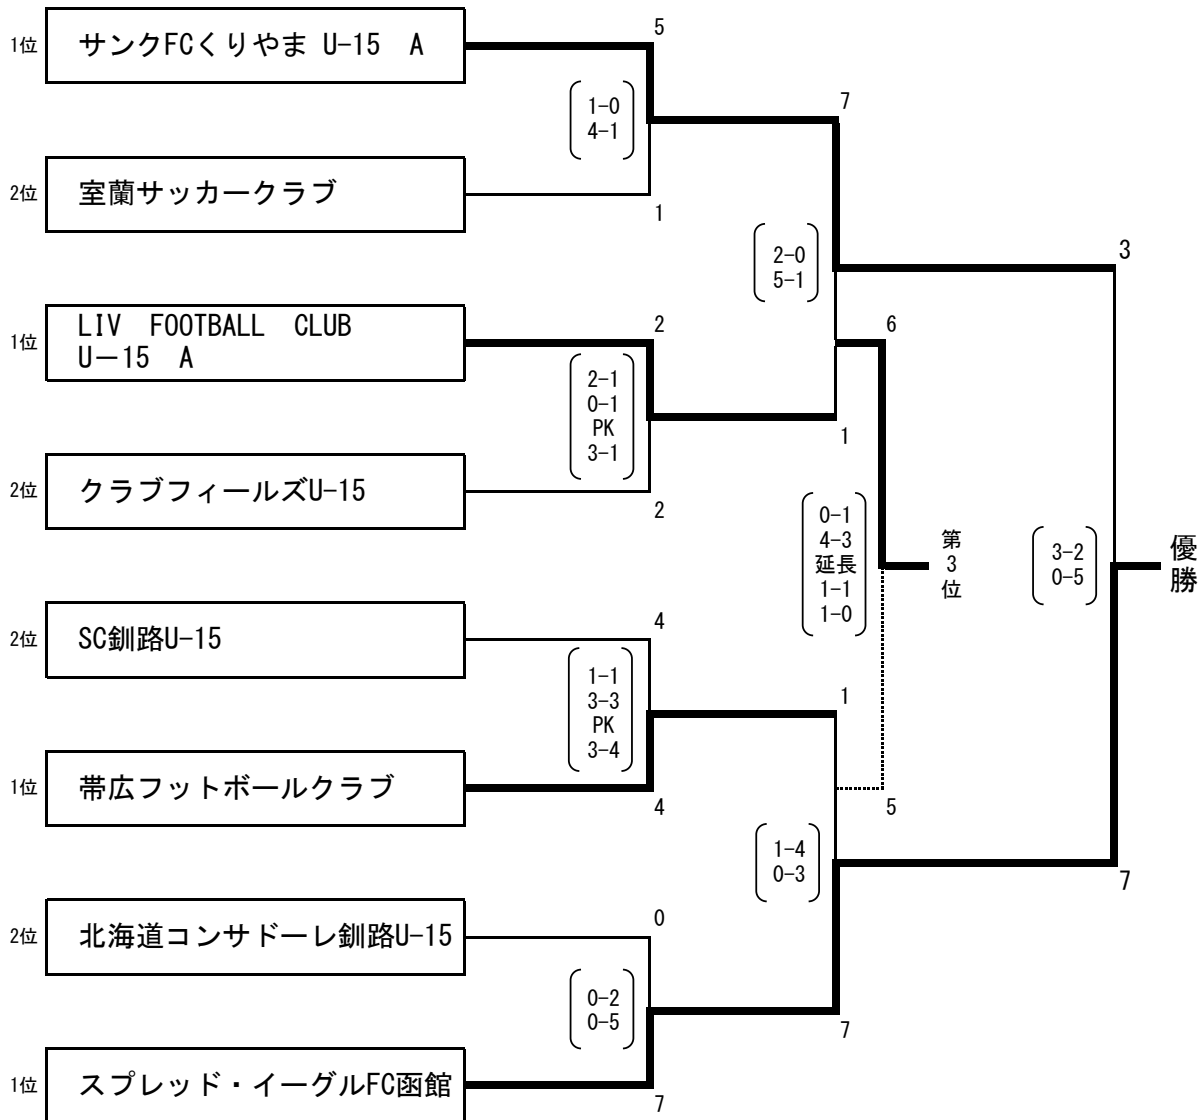 5
1位
サンクFCくりやま U-15　A
7
1-0
4-1
2位
室蘭サッカークラブ
1
3
2-0
5-1
1位
LIV　FOOTBALL　CLUB
U－15　A
2
6
2-1
0-1
PK
3-1
1
2位
クラブフィールズU-15
2
0-1
4-3
延長
1-1
1-0
第3位
3-2
0-5
優勝
2位
SC釧路U-15
4
1-1
3-3
PK
3-4
1
1位
帯広フットボールクラブ
4
5
1-4
0-3
7
2位
北海道コンサドーレ釧路U-15
0
0-2
0-5
7
1位
スプレッド・イーグルFC函館
7